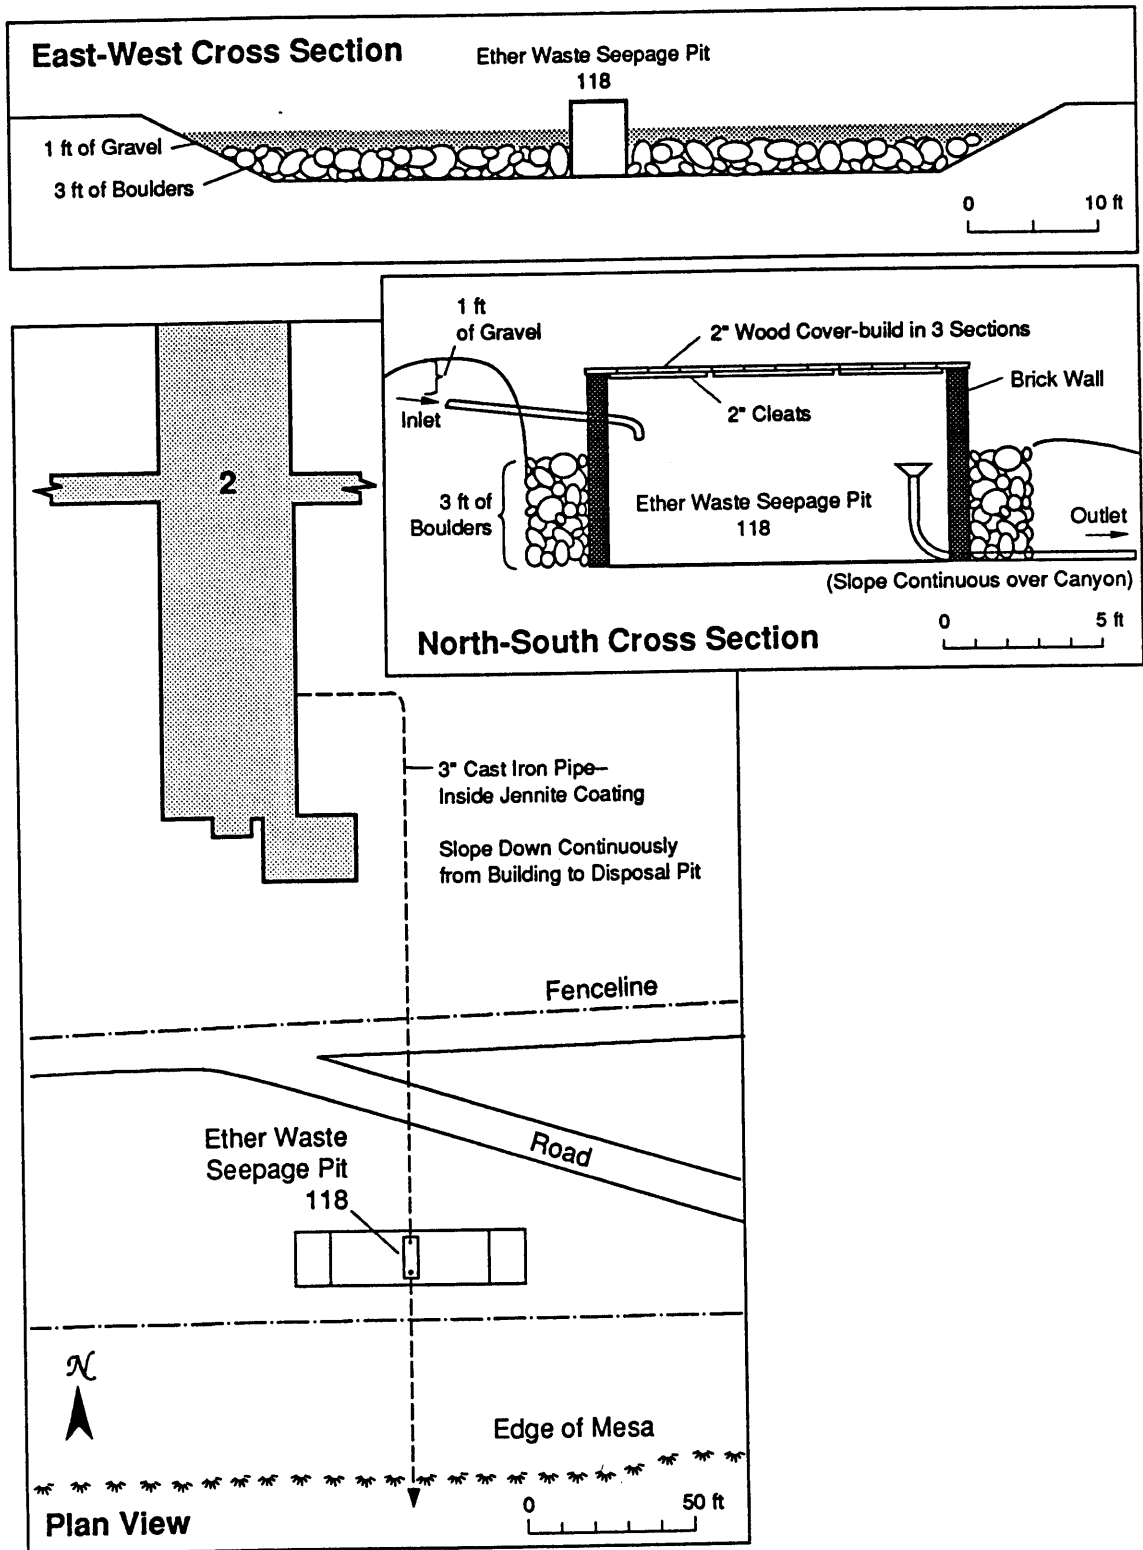 East-West Cross Section
Ether Waste Seepage Pit
118
1 ft of Gravel
3 ft of Boulders
0 10 ft
1 ft
of Gravel
2" Wood Cover-build in 3 Sections
Brick Wall
2" Cleats
Inlet
3 ft of
Boulders
Ether Waste Seepage Pit
118
Outlet
(Slope Continuous over Canyon)
North-South Cross Section
0 5 ft
2
3" Cast Iron Pipe–
Inside Jennite Coating
Slope Down Continuously
from Building to Disposal Pit
Fenceline
Road
Ether Waste
Seepage Pit
118
N
Edge of Mesa
Plan View
0 50 ft